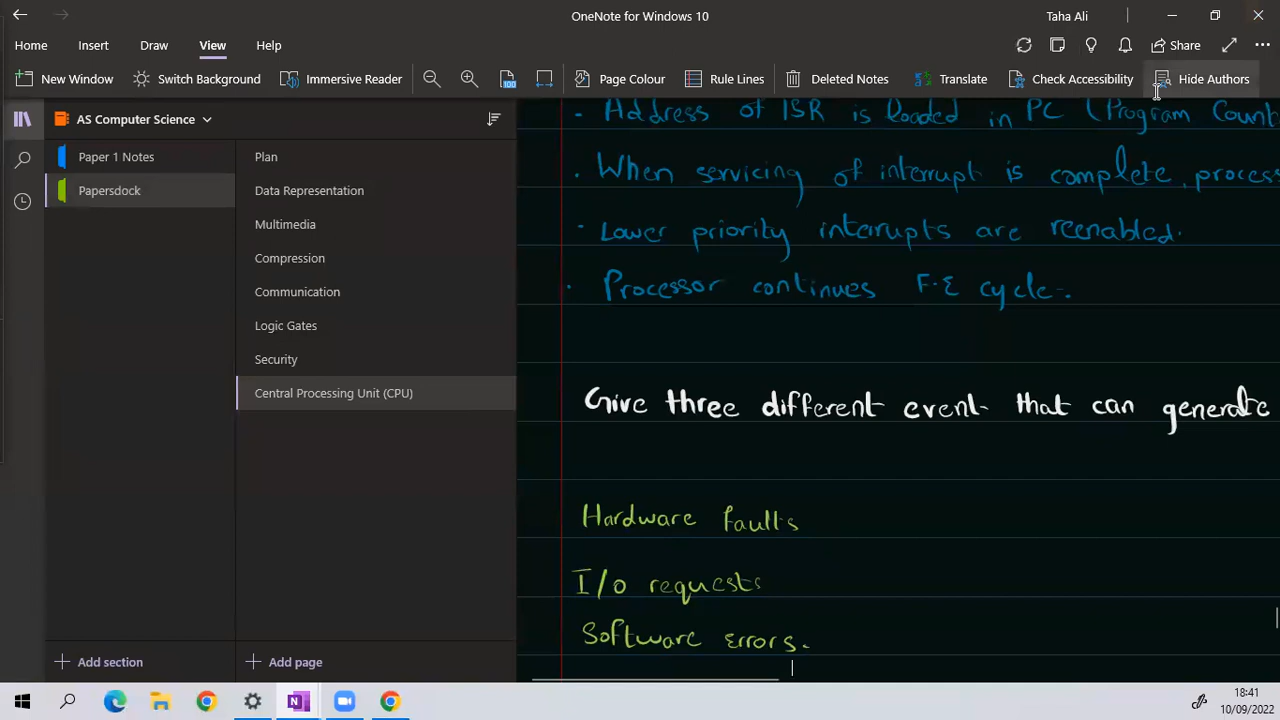 OneNote for Windows 10
Taha Ali
Home
Insert
Draw
View
Help
Share
New Window
Switch Background
Immersive Reader
100
Page Colour
Rule Lines
Deleted Notes
Translate
Check Accessibility
Hide Authors
AS Computer Science
Paper 1 Notes
Papersdock
Plan
Data Representation
Multimedia
Compression
Communication
Logic Gates
Security
Central Processing Unit (CPU)
Add section
Add page
· Address of ISR is loaded in PC (Program Count
· When servicing of interrupt is complete, process
· Lower priority interrupts are reenabled.
· Processor continues F-E cycle.
Give three different event that can generate
Hardware faults
I/o requests
Software errors.
18:41
10/09/2022